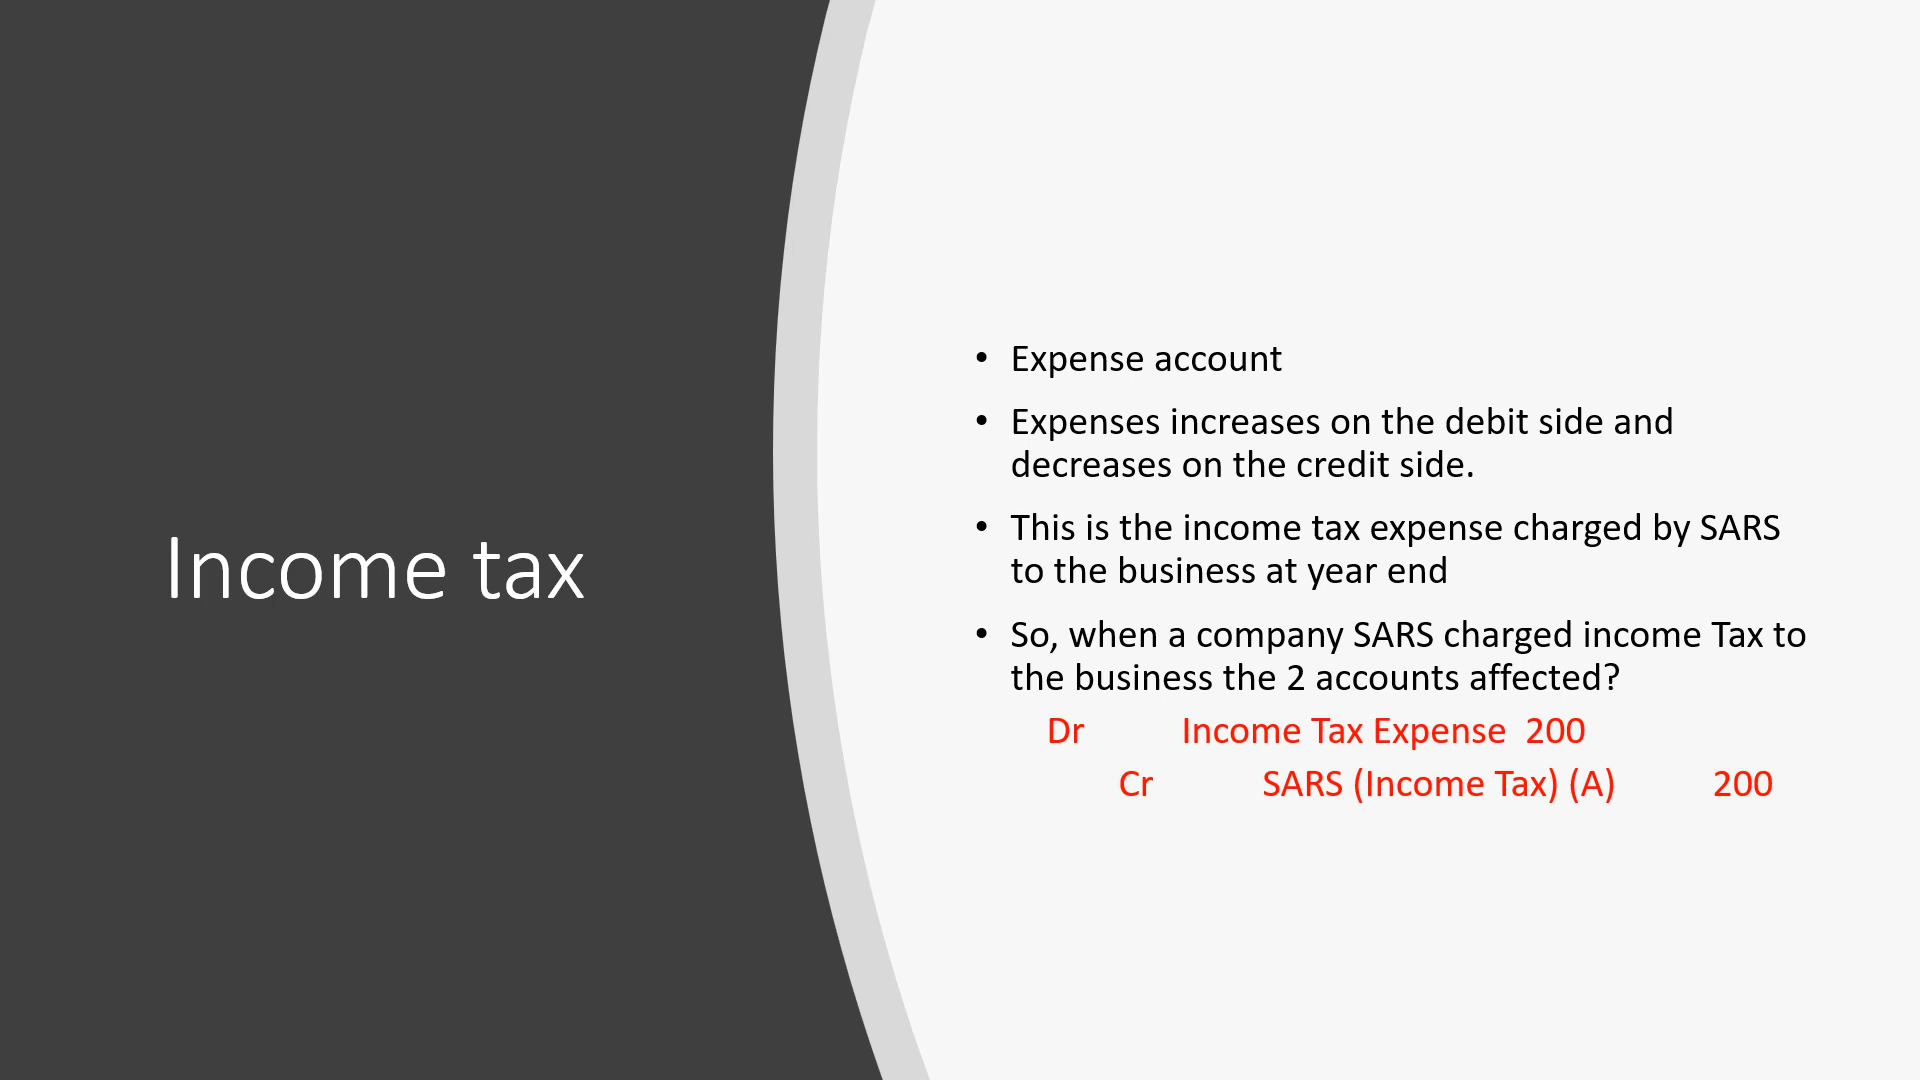 Income tax
• Expense account
• Expenses increases on the debit side and
decreases on the credit side.
• This is the income tax expense charged by SARS
to the business at year end
• So, when a company SARS charged income Tax to
the business the 2 accounts affected?
Dr Income Tax Expense 200
Cr SARS (Income Tax) (A) 200